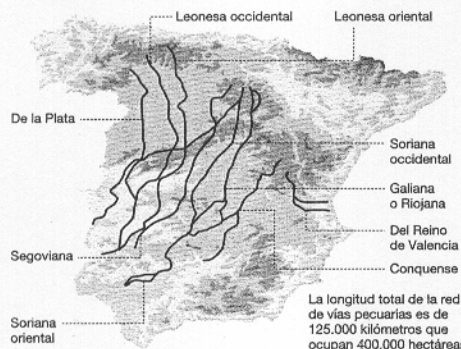 Leonesa occidental
Leonesa oriental
De la Plata
Soriana
occidental
Galiana
o Riojana
Del Reino
de Valencia
Segoviana
Conquense
Soriana
oriental
La longitud total de la red
de vías pecuarias es de
125.000 kilómetros que
ocupan 400.000 hectáreas